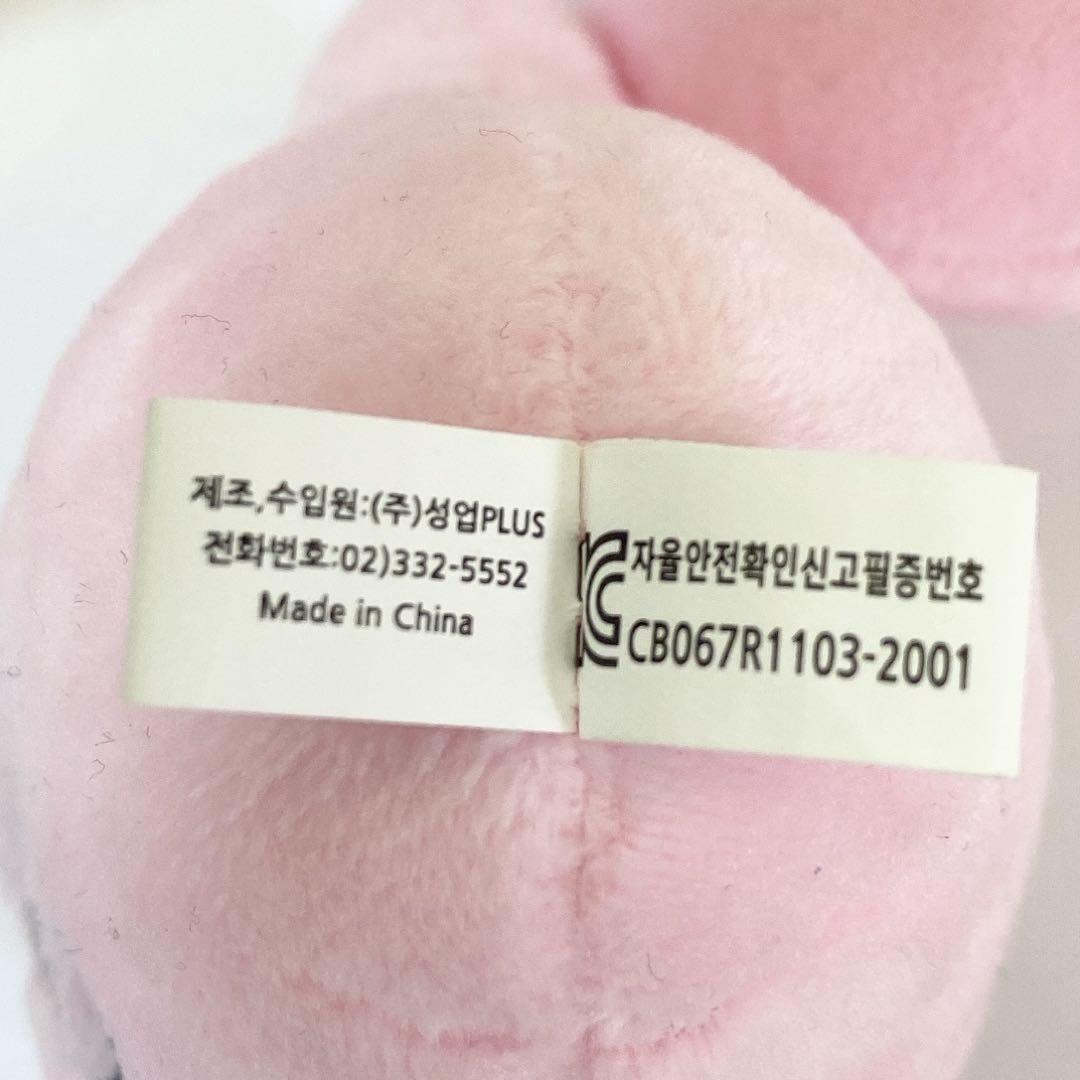 제조,수입원:(주)성업PLUS
전화번호:02)332-5552
Made in China
자율안전확인신고필증번호
CB067R1103-2001